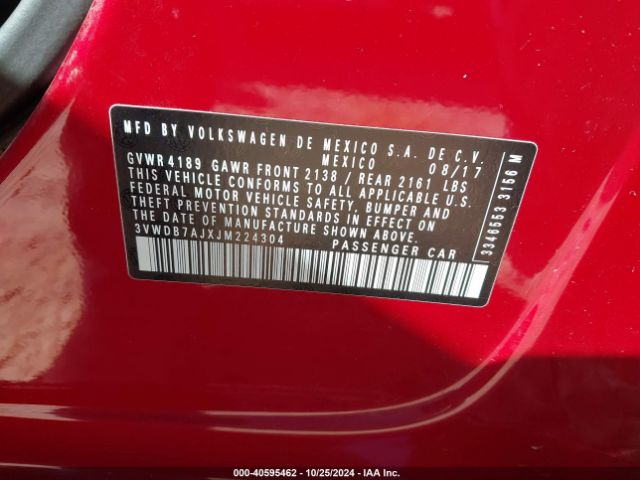 MFD BY VOLKSWAGEN DE MEXICO S.A. DE C.V.
MEXICO 08/17
GVWR 4189 GAWR FRONT 2138 / REAR 2161 LBS
THIS VEHICLE CONFORMS TO ALL APPLICABLE U.S.
FEDERAL MOTOR VEHICLE SAFETY, BUMPER AND
THEFT PREVENTION STANDARDS IN EFFECT ON
THE DATE OF MANUFACTURE SHOWN ABOVE.
3VWDB7AJXJM224304 PASSENGER CAR
3346553 3156 M
© - 40595462 - 10/25/2024 - IAA Inc.